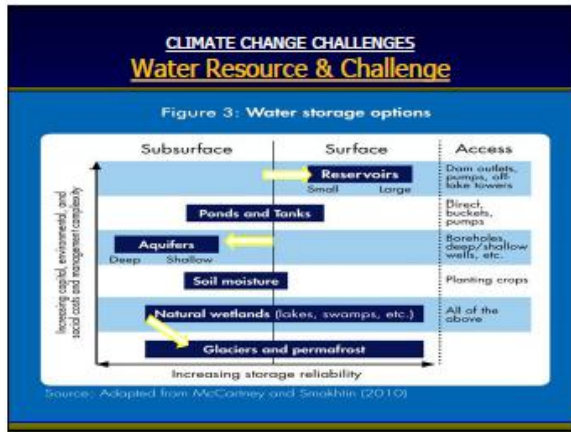 CLIMATE CHANGE CHALLENGES
Water Resource & Challenge
Figure 3: Water storage options
Subsurface
Surface
Access
Increasing capital, environmental, and
social costs and management complexity
Reservoirs
Small Large
Dam outlets,
pumps, off-
lake towers
Ponds and Tanks
Direct,
buckets,
pumps
Aquifers
Deep Shallow
Boreholes,
deep/shallow
wells, etc.
Soil moisture
Planting crops
Natural wetlands (lakes, swamps, etc.)
All of the
above
Glaciers and permafrost
Increasing storage reliability
Source: Adapted from McCartney and Smakhtin (2010)